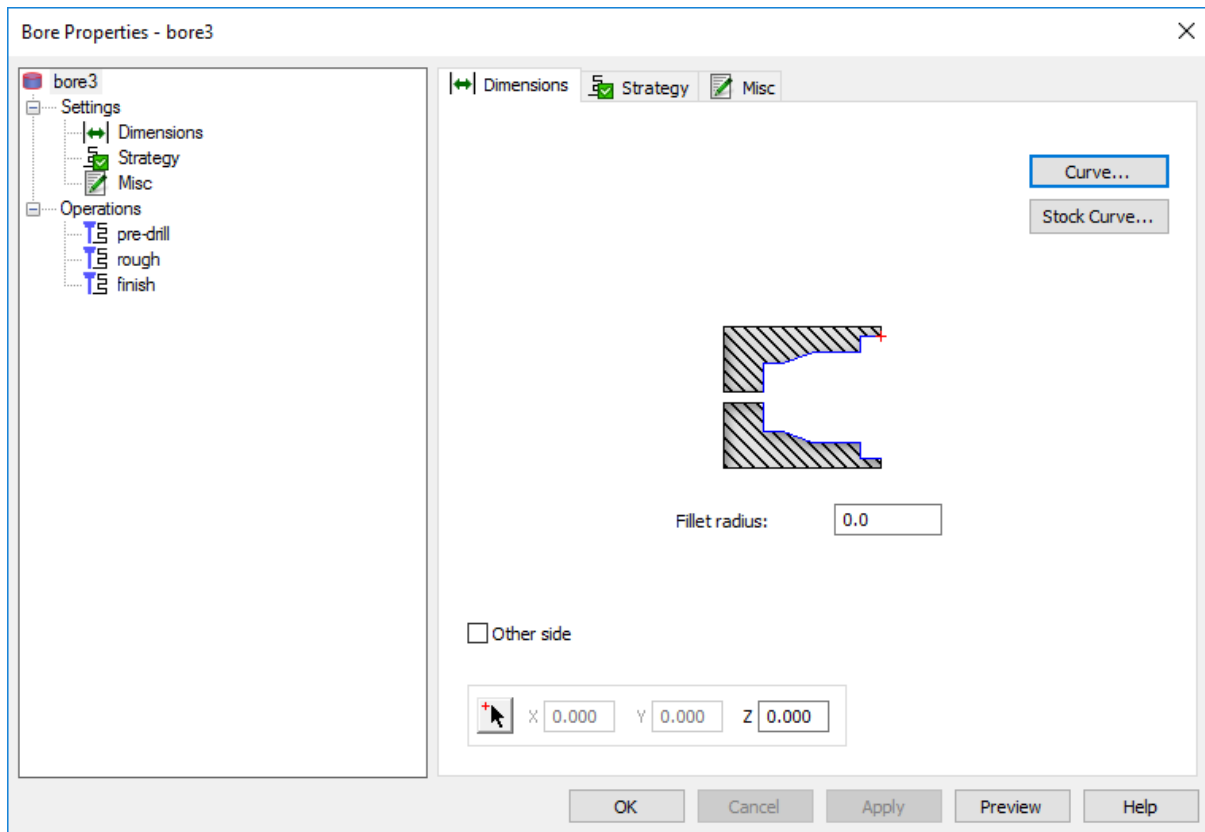 Bore Properties - bore3
bore3
Settings
Dimensions
Strategy
Misc
Operations
pre-drill
rough
finish
Dimensions Strategy Misc
Curve...
Stock Curve...
Fillet radius: 0.0
Other side
X 0.000 Y 0.000 Z 0.000
OK Cancel Apply Preview Help